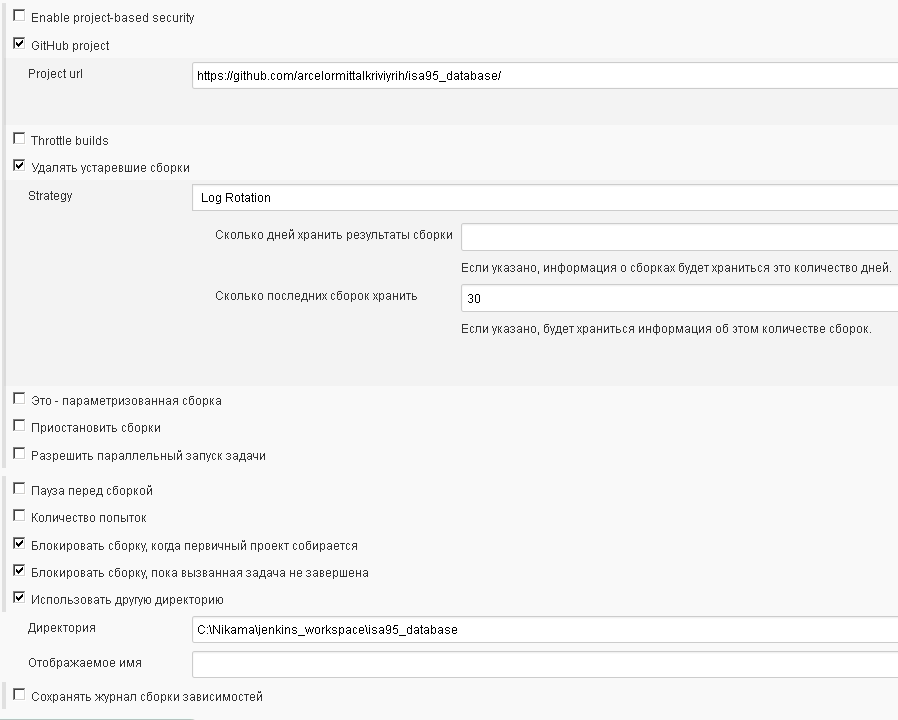 Enable project-based security
GitHub project
Project url
https://github.com/arcelormittalkriviyrih/isa95_database/
Throttle builds
Удалять устаревшие сборки
Strategy
Log Rotation
Сколько дней хранить результаты сборки
Если указано, информация о сборках будет храниться это количество дней.
Сколько последних сборок хранить
30
Если указано, будет храниться информация об этом количестве сборок.
Это - параметризованная сборка
Приостановить сборки
Разрешить параллельный запуск задачи
Пауза перед сборкой
Количество попыток
Блокировать сборку, когда первичный проект собирается
Блокировать сборку, пока вызванная задача не завершена
Использовать другую директорию
Директория
C:\Nikama\jenkins_workspace\isa95_database
Отображаемое имя
Сохранять журнал сборки зависимостей